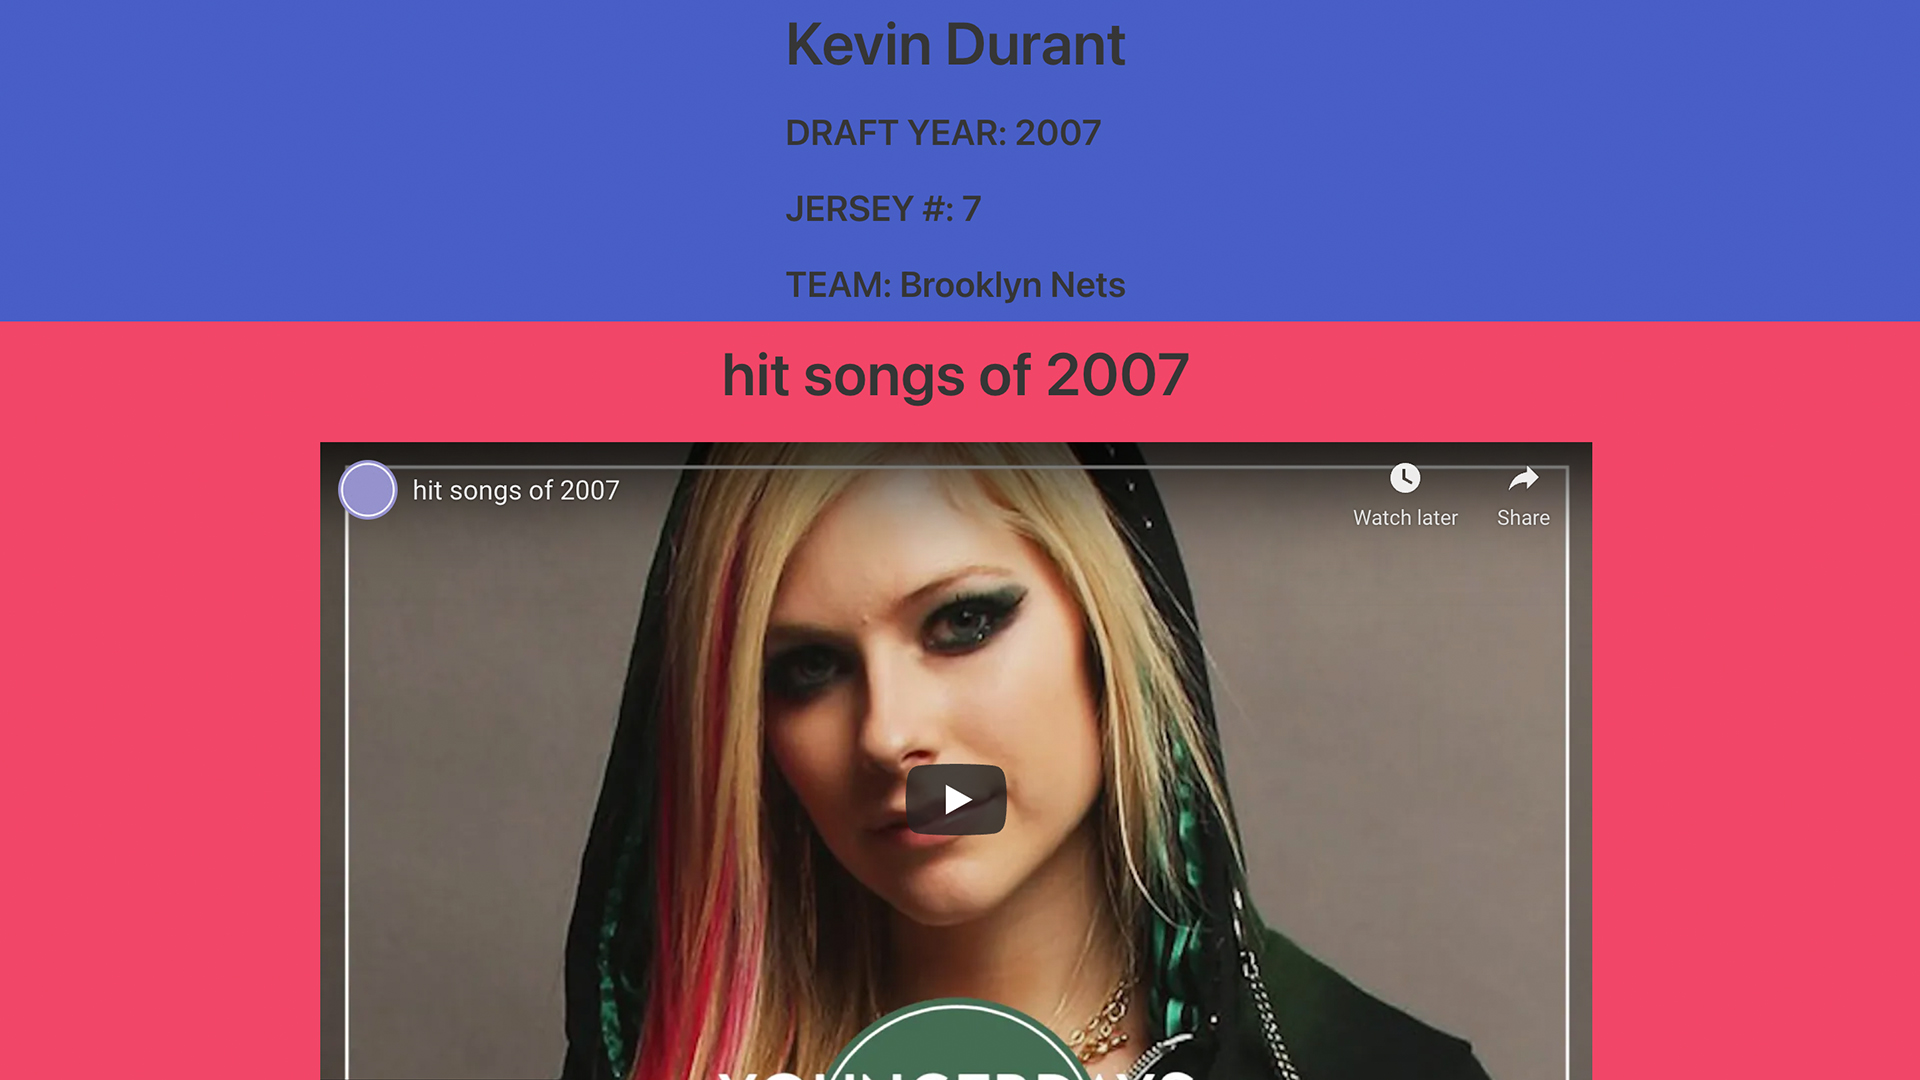 Kevin Durant
DRAFT YEAR: 2007
JERSEY #: 7
TEAM: Brooklyn Nets
hit songs of 2007
hit songs of 2007
Watch later
Share